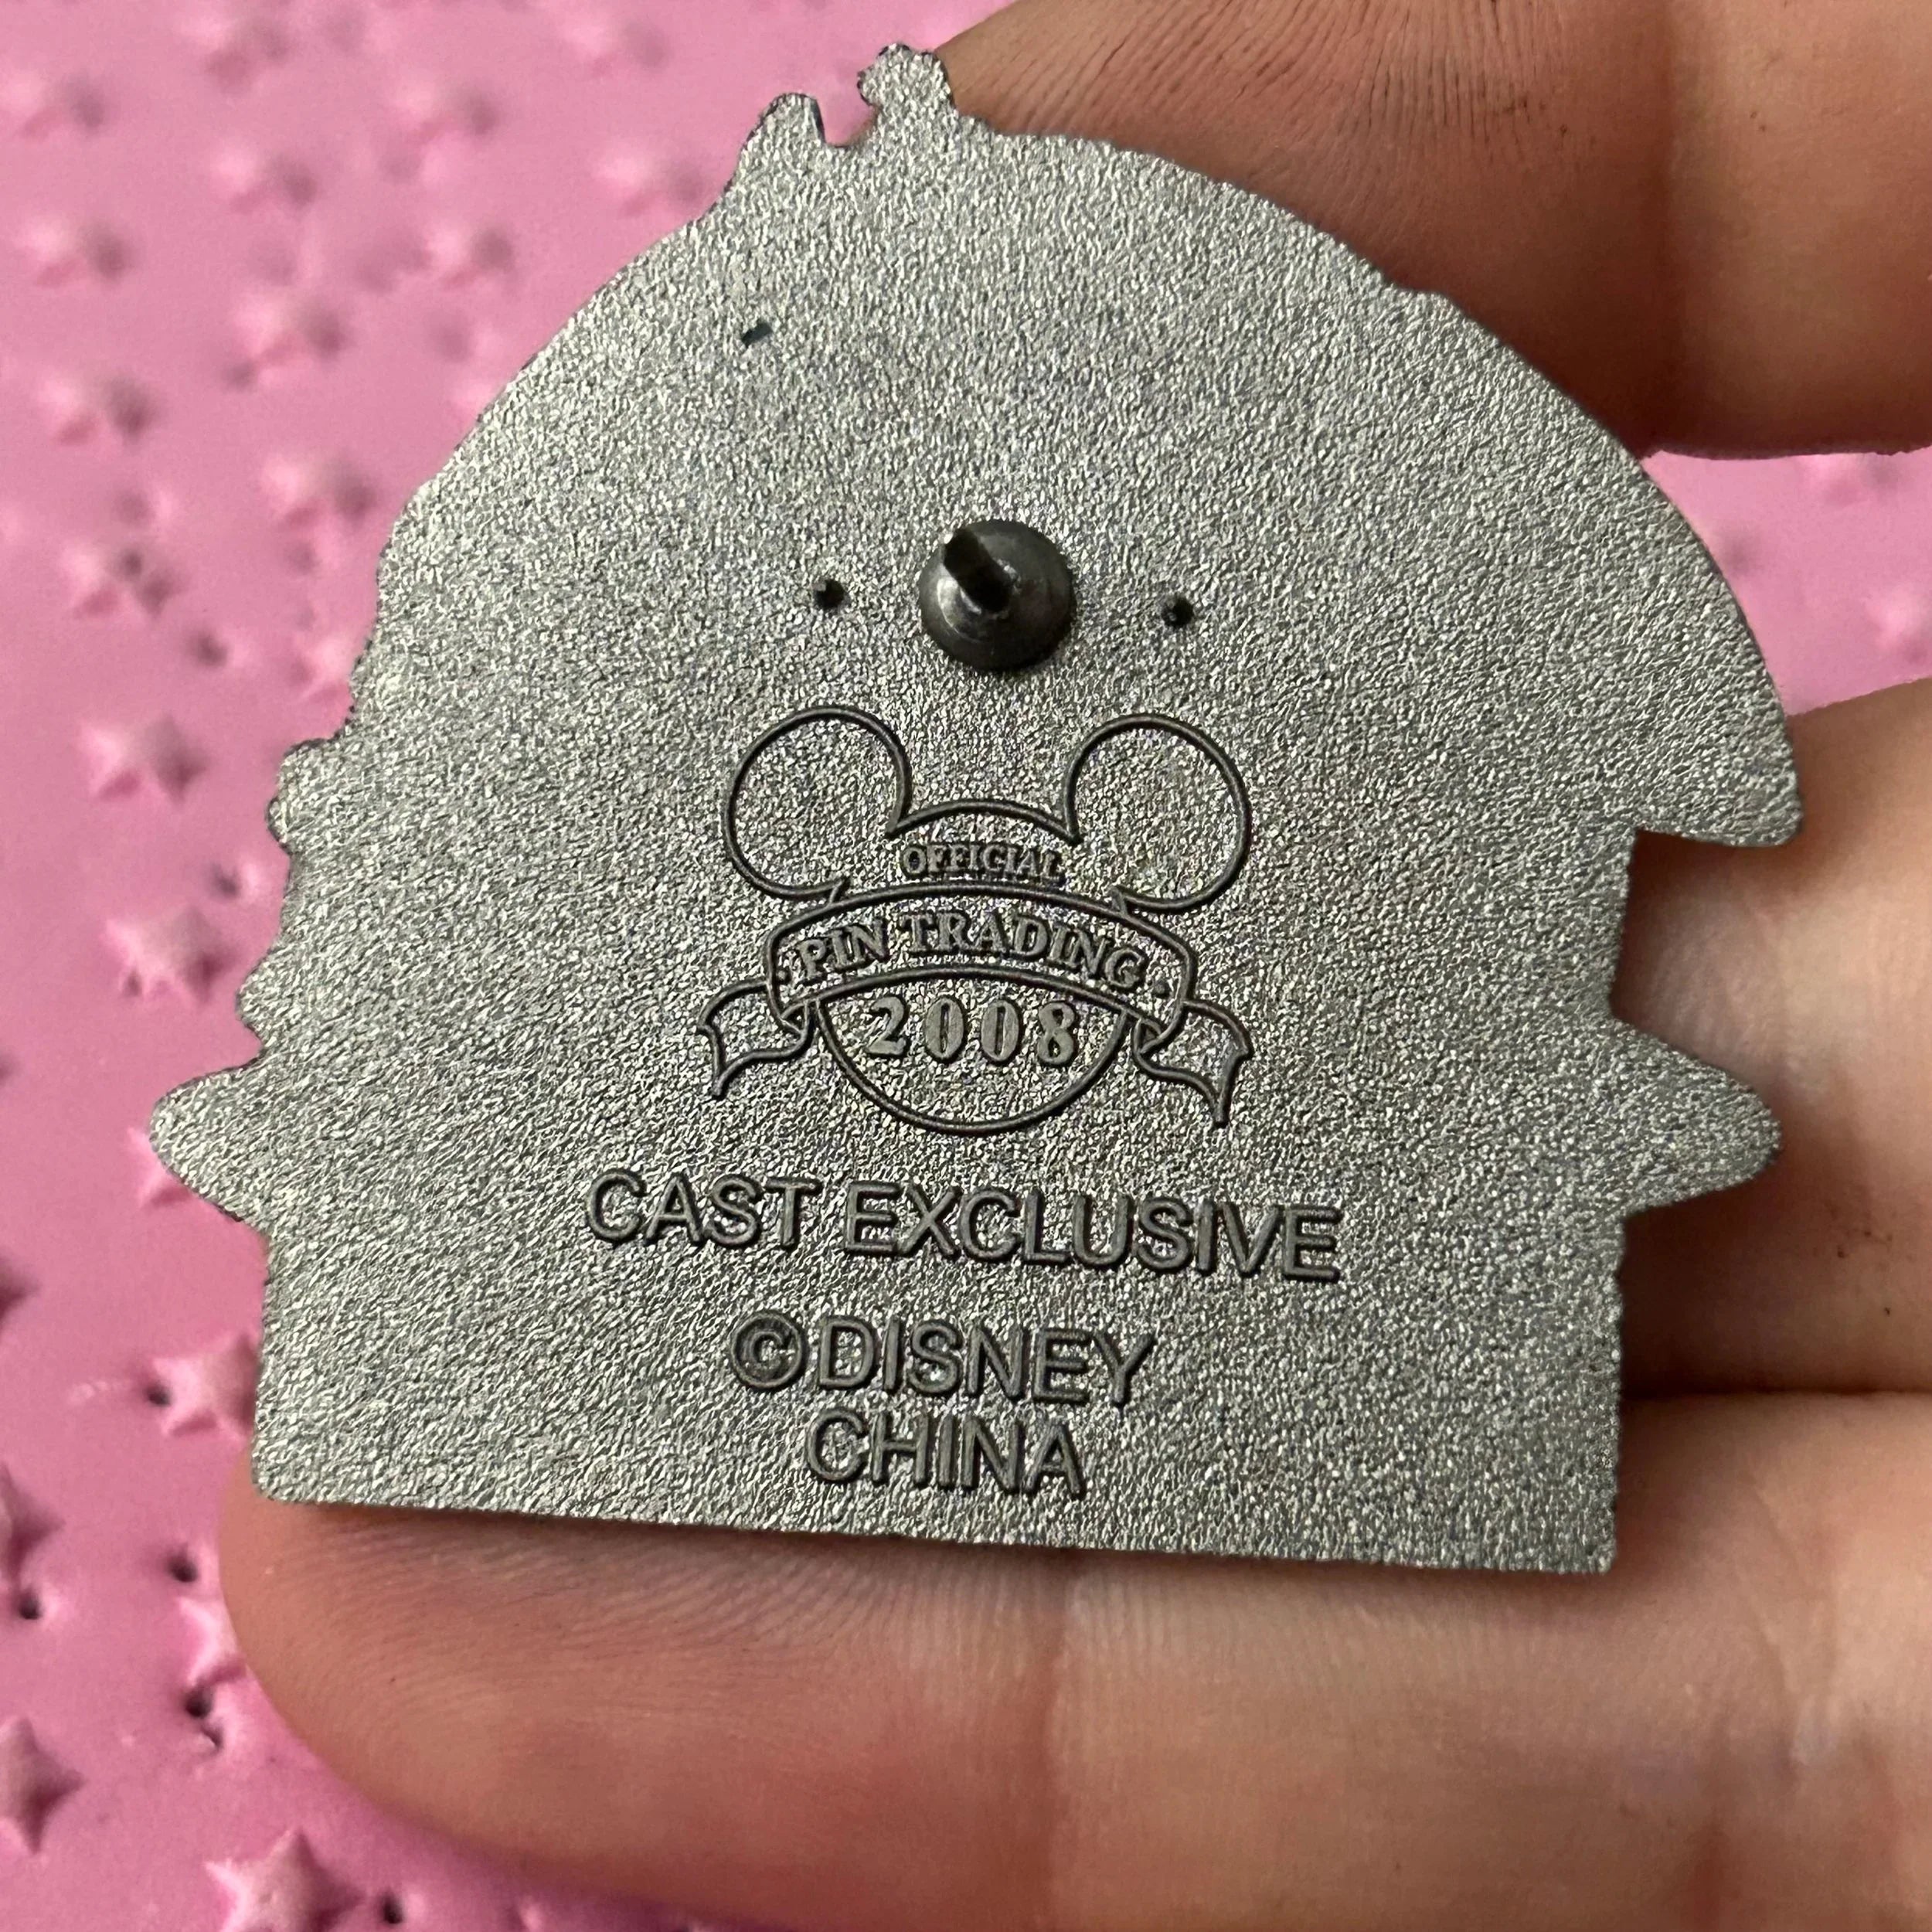 OFFICIAL
PIN TRADING
2008
CAST EXCLUSIVE
©DISNEY
CHINA